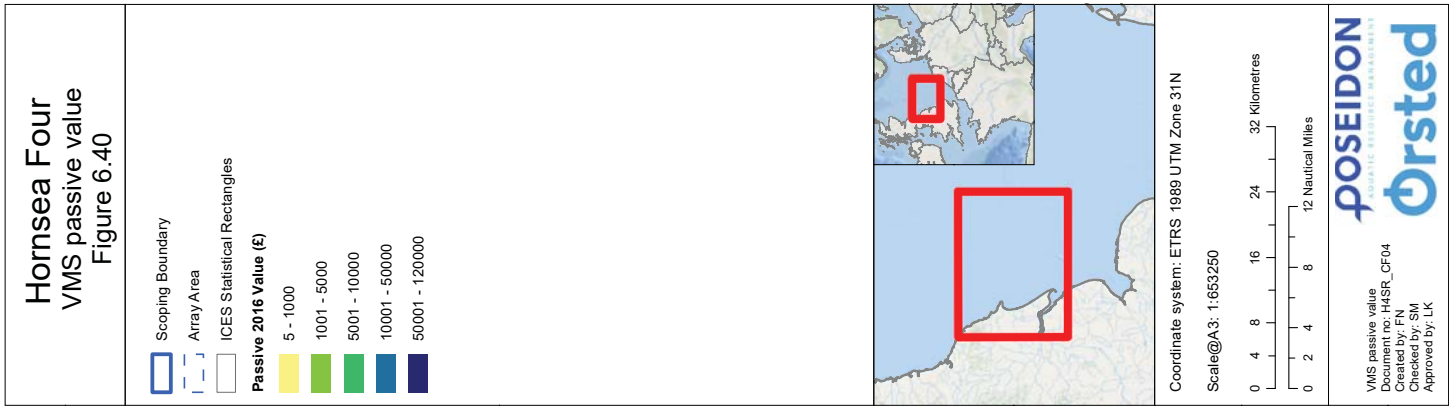 Hornsea Four
VMS passive value
Figure 6.40
Scoping Boundary
Array Area
ICES Statistical Rectangles
Passive 2016 Value (£)
5 - 1000
1001 - 5000
5001 - 10000
10001 - 50000
50001 - 120000
Coordinate system: ETRS 1989 UTM Zone 31N
Scale@A3: 1:653250
0 4 8 16 24 32 Kilometres
0 2 4 8 12 Nautical Miles
VMS passive value
Document no: H4SR_CF04
Created by: FN
Checked by: SM
Approved by: LK
POSEIDON
AQUATIC RESOURCE MANAGEMENT
Orsted